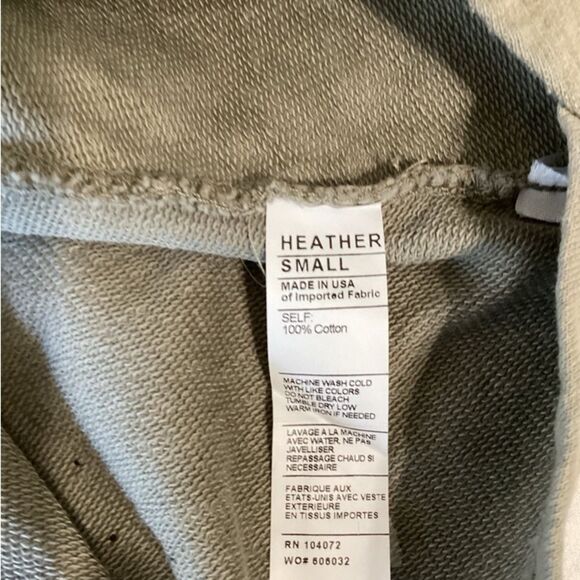 HEATHER
SMALL
MADE IN USA
of Imported Fabric
SELF:
100% Cotton
MACHINE WASH COLD
WITH LIKE COLORS
DO NOT BLEACH
TUMBLE DRY LOW
WARM IRON IF NEEDED
LAVAGE A LA MACHINE
AVEC WATER, NE PAS
JAVELLISER
REPASSAGE CHAUD SI
NECESSAIRE
FABRIQUE AUX
ETATS-UNIS AVEC VESTE
EXTERIEURE
EN TISSUS IMPORTES
RN 104072
WO# 606032